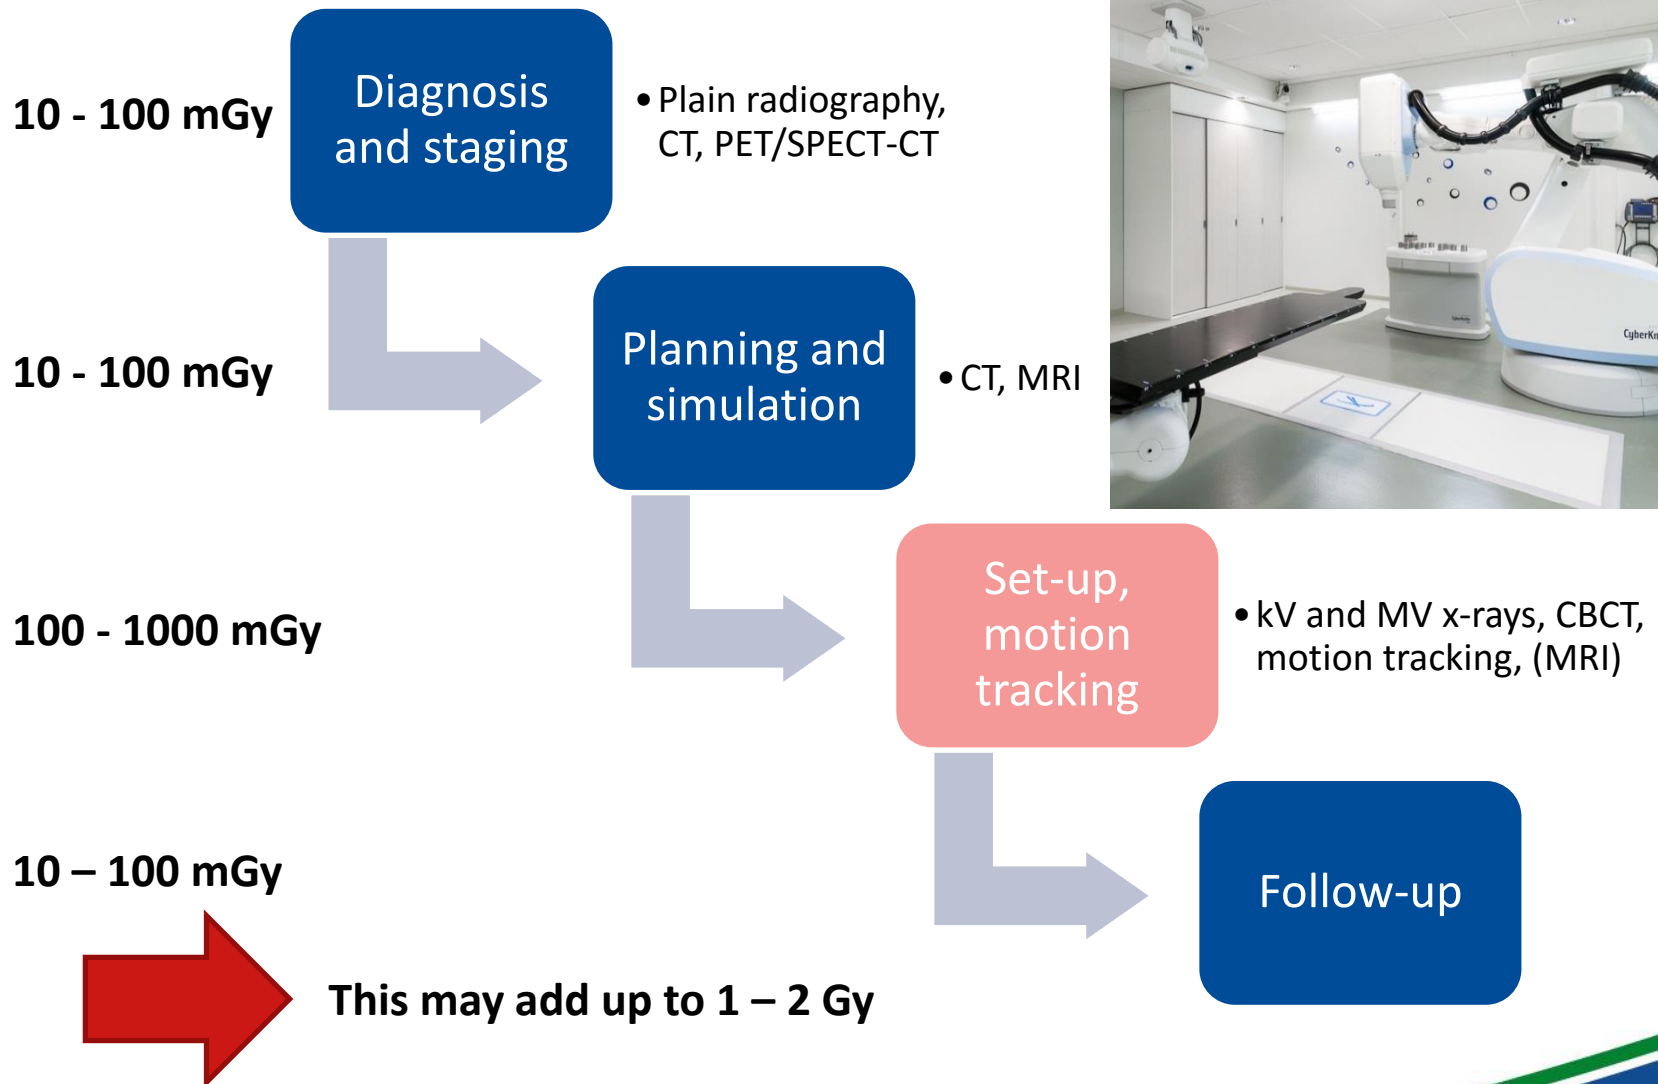 10 - 100 mGy
Diagnosis
and staging
• Plain radiography,
CT, PET/SPECT-CT
10 - 100 mGy
Planning and
simulation
• CT, MRI
100 - 1000 mGy
Set-up,
motion
tracking
• kV and MV x-rays, CBCT,
motion tracking, (MRI)
10 – 100 mGy
Follow-up
This may add up to 1 – 2 Gy